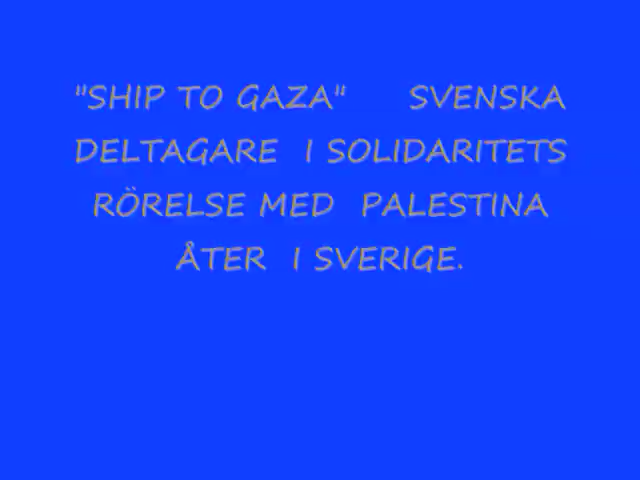 "SHIP TO GAZA" SVENSKA
DELTAGARE I SOLIDARITETS
RÖRELSE MED PALESTINA
ÅTER I SVERIGE.